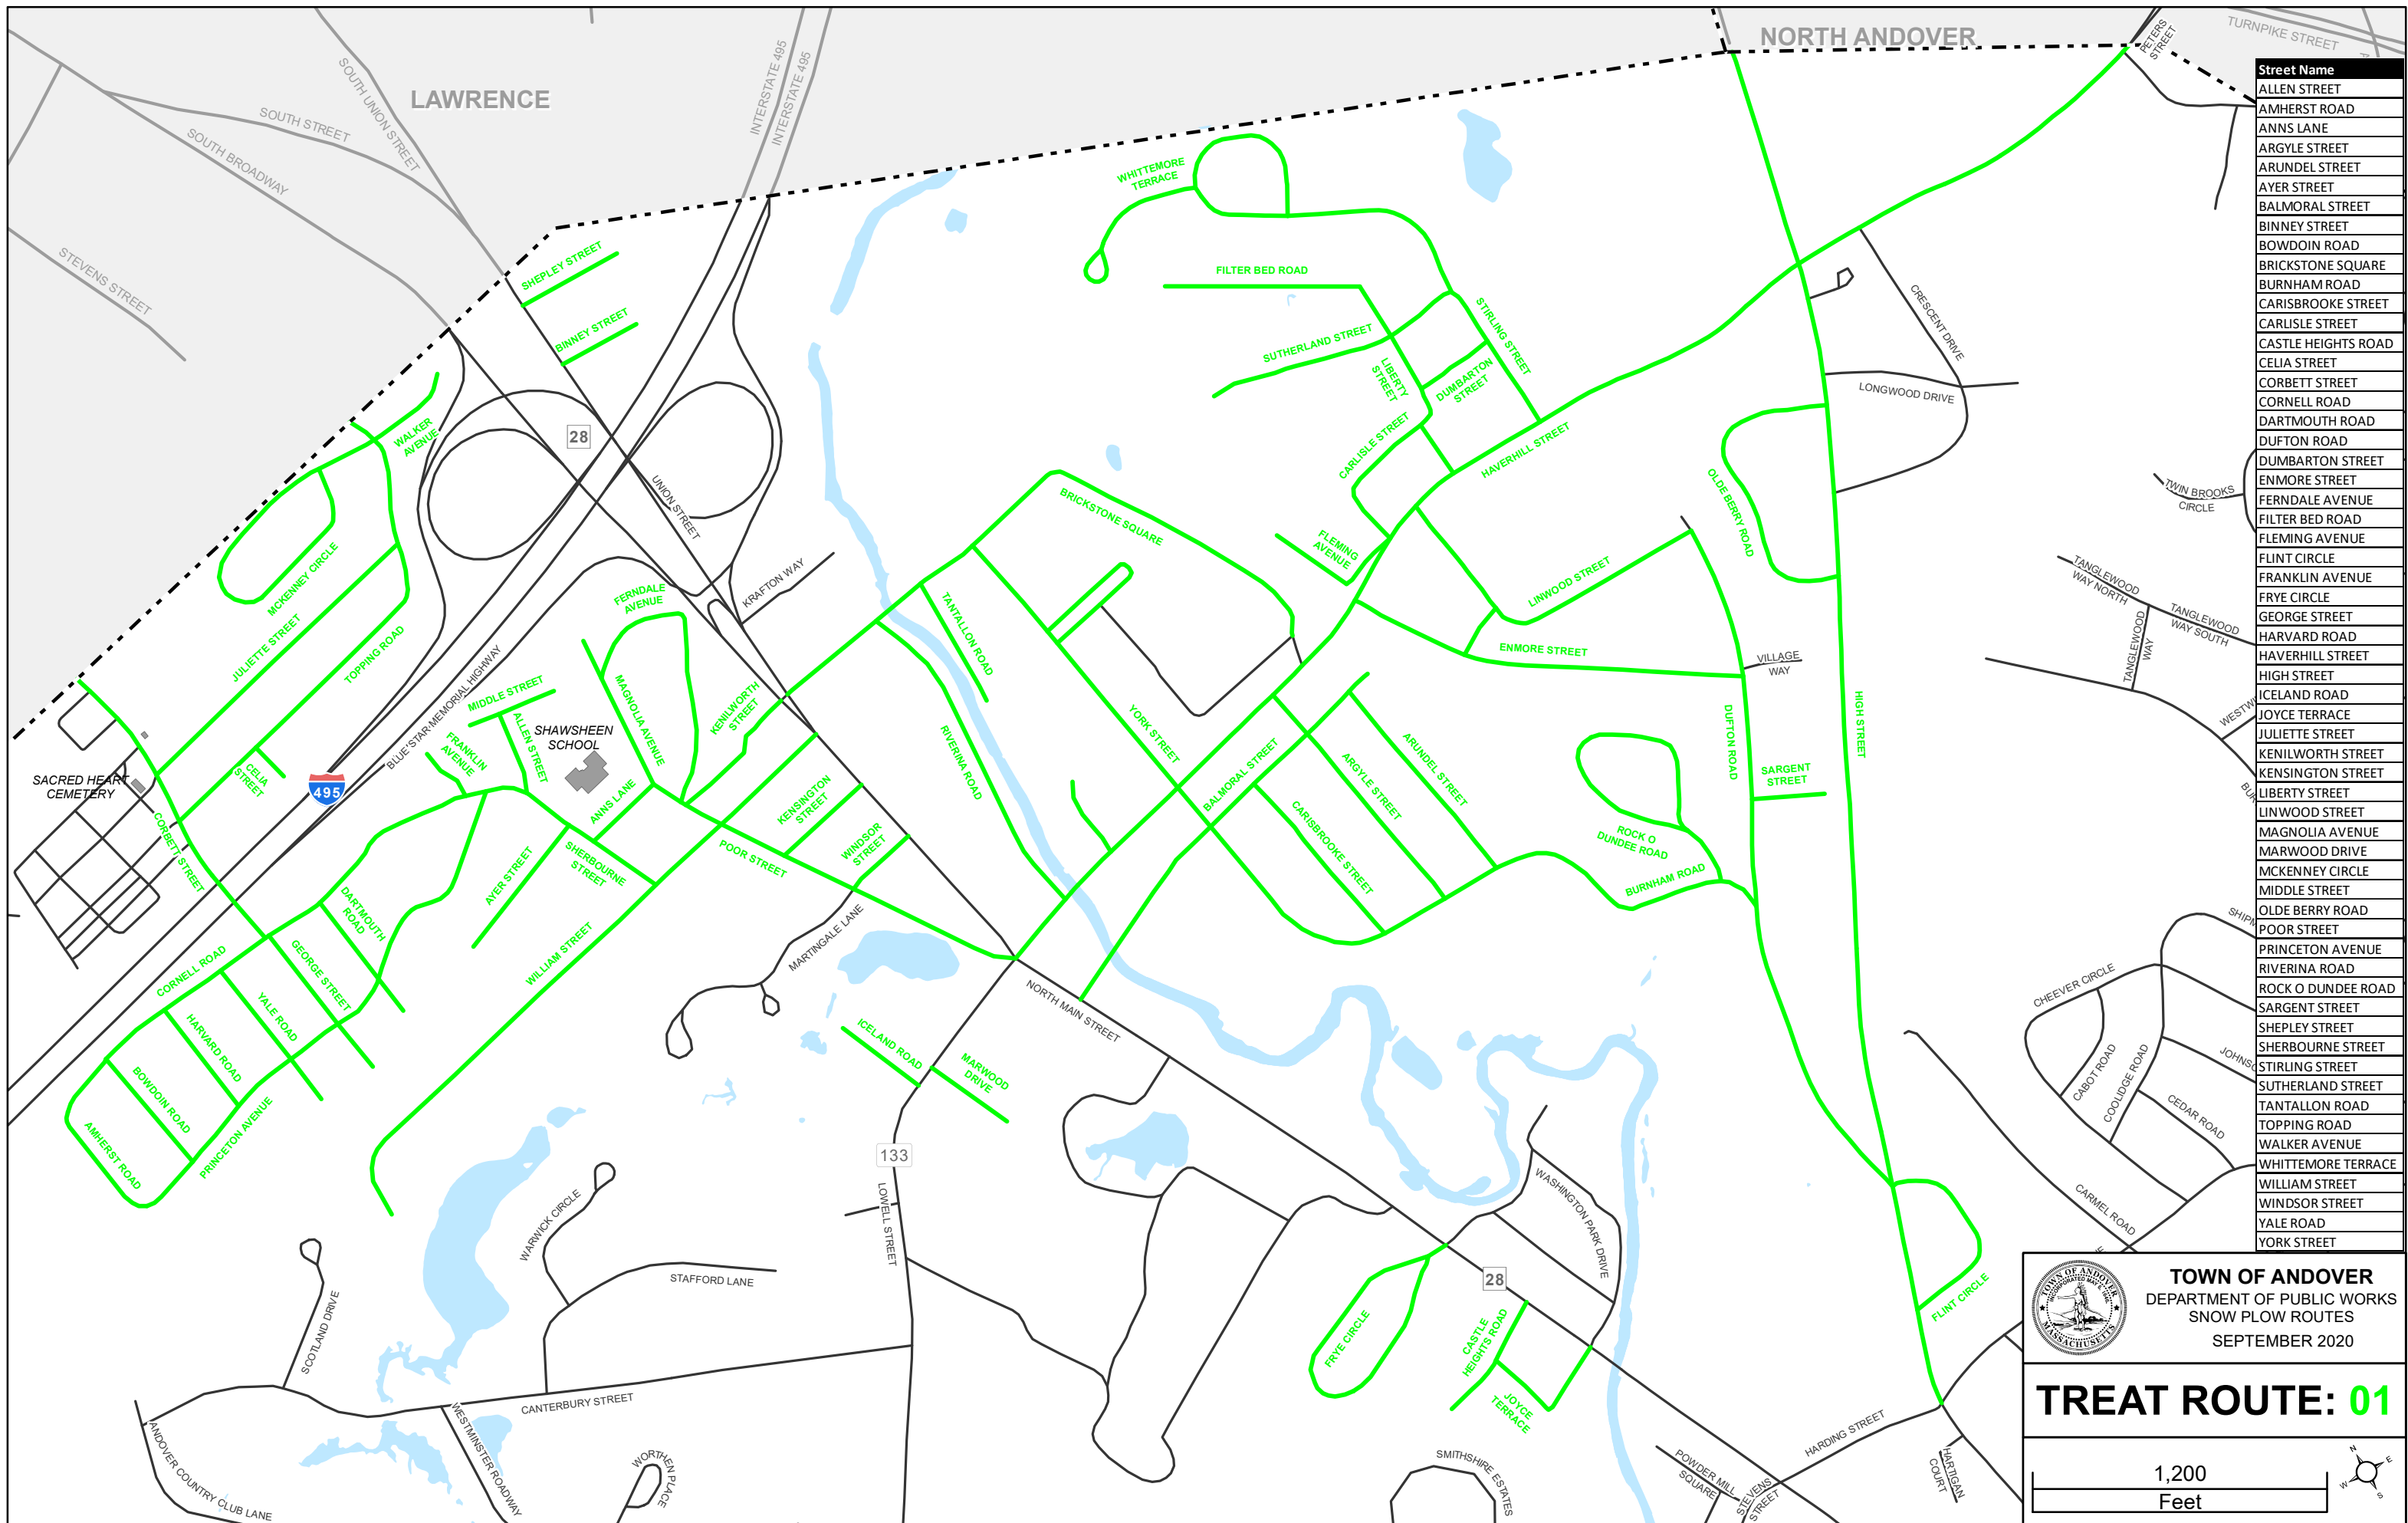 LAWRENCE
NORTH ANDOVER
SOUTH UNION STREET
SOUTH STREET
SOUTH BROADWAY
STEVENS STREET
INTERSTATE 495
INTERSTATE 495
PETERS
STREET
TURNPIKE STREET
WHITTEMORE
TERRACE
SHEPLEY STREET
BINNEY STREET
FILTER BED ROAD
STIRLING STREET
SUTHERLAND STREET
LIBERTY
STREET
DUMBARTON
STREET
CARLISLE STREET
HAVERHILL STREET
CRESCENT DRIVE
LONGWOOD DRIVE
WALKER
AVENUE
28
UNION STREET
BRICKSTONE SQUARE
FLEMING
AVENUE
OLDE BERRY ROAD
TWIN BROOKS
CIRCLE
MCKENNEY CIRCLE
JULIETTE STREET
TOPPING ROAD
FERNDALE
AVENUE
KRAFTON WAY
TANTALLON ROAD
LINWOOD STREET
ENMORE STREET
VILLAGE
WAY
TANGLEWOOD
WAY NORTH
TANGLEWOOD
WAY SOUTH
TANGLEWOOD
WAY
WESTWI
BUR
BLUE STAR MEMORIAL HIGHWAY
MIDDLE STREET
MAGNOLIA AVENUE
KENILWORTH
STREET
ALLEN STREET
SHAWSHEEN
SCHOOL
FRANKLIN
AVENUE
RIVERINA ROAD
YORK STREET
BALMORAL STREET
ARGYLE STREET
ARUNDEL STREET
DUFTON ROAD
HIGH STREET
SARGENT
STREET
SACRED HEART
CEMETERY
CELIA
STREET
495
CORBETT STREET
ANNS LANE
KENSINGTON
STREET
WINDSOR
STREET
POOR STREET
CARISBROOKE STREET
ROCK O
DUNDEE ROAD
BURNHAM ROAD
AYER STREET
SHERBOURNE
STREET
DARTMOUTH
ROAD
GEORGE STREET
WILLIAM STREET
MARTINGALE LANE
CORNELL ROAD
YALE ROAD
HARVARD ROAD
BOWDOIN ROAD
AMHERST ROAD
PRINCETON AVENUE
NORTH MAIN STREET
ICELAND ROAD
MARWOOD
DRIVE
SHIPM
CHEEVER CIRCLE
CABOT ROAD
COOLIDGE ROAD
JOHNSO
CEDAR ROAD
CARMEL ROAD
133
LOWELL STREET
WASHINGTON PARK DRIVE
WARWICK CIRCLE
STAFFORD LANE
SCOTLAND DRIVE
28
FRYE CIRCLE
CASTLE
HEIGHTS ROAD
JOYCE
TERRACE
FLINT CIRCLE
CANTERBURY STREET
WESTMINSTER ROADWAY
ANDOVER COUNTRY CLUB LANE
WORTHEN PLACE
SMITHSHIRE ESTATES
POWDER MILL
SQUARE
STEVENS
STREET
HARDING STREET
HARTIGAN
COURT
Street Name
ALLEN STREET
AMHERST ROAD
ANNS LANE
ARGYLE STREET
ARUNDEL STREET
AYER STREET
BALMORAL STREET
BINNEY STREET
BOWDOIN ROAD
BRICKSTONE SQUARE
BURNHAM ROAD
CARISBROOKE STREET
CARLISLE STREET
CASTLE HEIGHTS ROAD
CELIA STREET
CORBETT STREET
CORNELL ROAD
DARTMOUTH ROAD
DUFTON ROAD
DUMBARTON STREET
ENMORE STREET
FERNDALE AVENUE
FILTER BED ROAD
FLEMING AVENUE
FLINT CIRCLE
FRANKLIN AVENUE
FRYE CIRCLE
GEORGE STREET
HARVARD ROAD
HAVERHILL STREET
HIGH STREET
ICELAND ROAD
JOYCE TERRACE
JULIETTE STREET
KENILWORTH STREET
KENSINGTON STREET
LIBERTY STREET
LINWOOD STREET
MAGNOLIA AVENUE
MARWOOD DRIVE
MCKENNEY CIRCLE
MIDDLE STREET
OLDE BERRY ROAD
POOR STREET
PRINCETON AVENUE
RIVERINA ROAD
ROCK O DUNDEE ROAD
SARGENT STREET
SHEPLEY STREET
SHERBOURNE STREET
STIRLING STREET
SUTHERLAND STREET
TANTALLON ROAD
TOPPING ROAD
WALKER AVENUE
WHITTEMORE TERRACE
WILLIAM STREET
WINDSOR STREET
YALE ROAD
YORK STREET
TOWN OF ANDOVER
INCORPORATED MAY 6, 1646
MASSACHUSETTS
TOWN OF ANDOVER
DEPARTMENT OF PUBLIC WORKS
SNOW PLOW ROUTES
SEPTEMBER 2020
TREAT ROUTE: 01
1,200
Feet
N
E
S
W